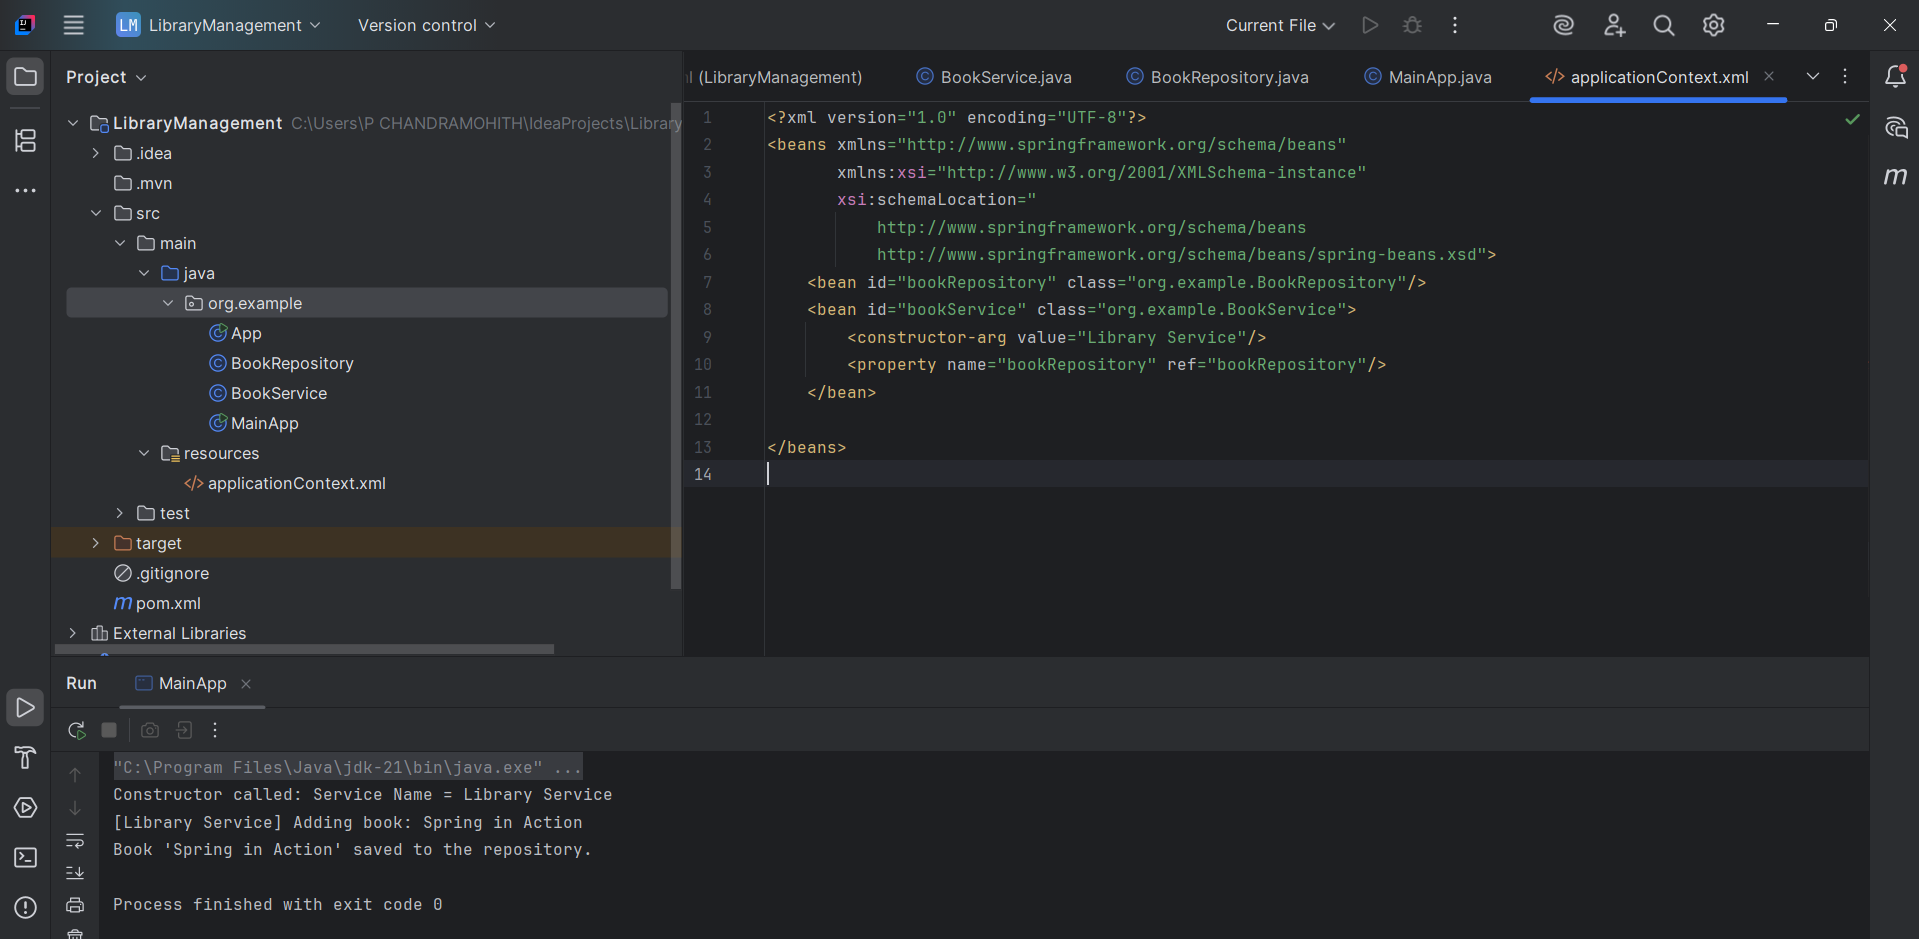 LM LibraryManagement Version control Current File
Project
LibraryManagement C:\Users\P CHANDRAMOHITH\IdeaProjects\Library
.idea
.mvn
src
main
java
org.example
App
BookRepository
BookService
MainApp
resources
applicationContext.xml
test
target
.gitignore
m pom.xml
External Libraries
(LibraryManagement) BookService.java BookRepository.java MainApp.java applicationContext.xml
1 <?xml version="1.0" encoding="UTF-8"?>
2 <beans xmlns="http://www.springframework.org/schema/beans"
3 xmlns:xsi="http://www.w3.org/2001/XMLSchema-instance"
4 xsi:schemaLocation="
5 http://www.springframework.org/schema/beans
6 http://www.springframework.org/schema/beans/spring-beans.xsd">
7 <bean id="bookRepository" class="org.example.BookRepository"/>
8 <bean id="bookService" class="org.example.BookService">
9 <constructor-arg value="Library Service"/>
10 <property name="bookRepository" ref="bookRepository"/>
11 </bean>
12
13 </beans>
14
m
Run MainApp
"C:\Program Files\Java\jdk-21\bin\java.exe" ...
Constructor called: Service Name = Library Service
[Library Service] Adding book: Spring in Action
Book 'Spring in Action' saved to the repository.
Process finished with exit code 0